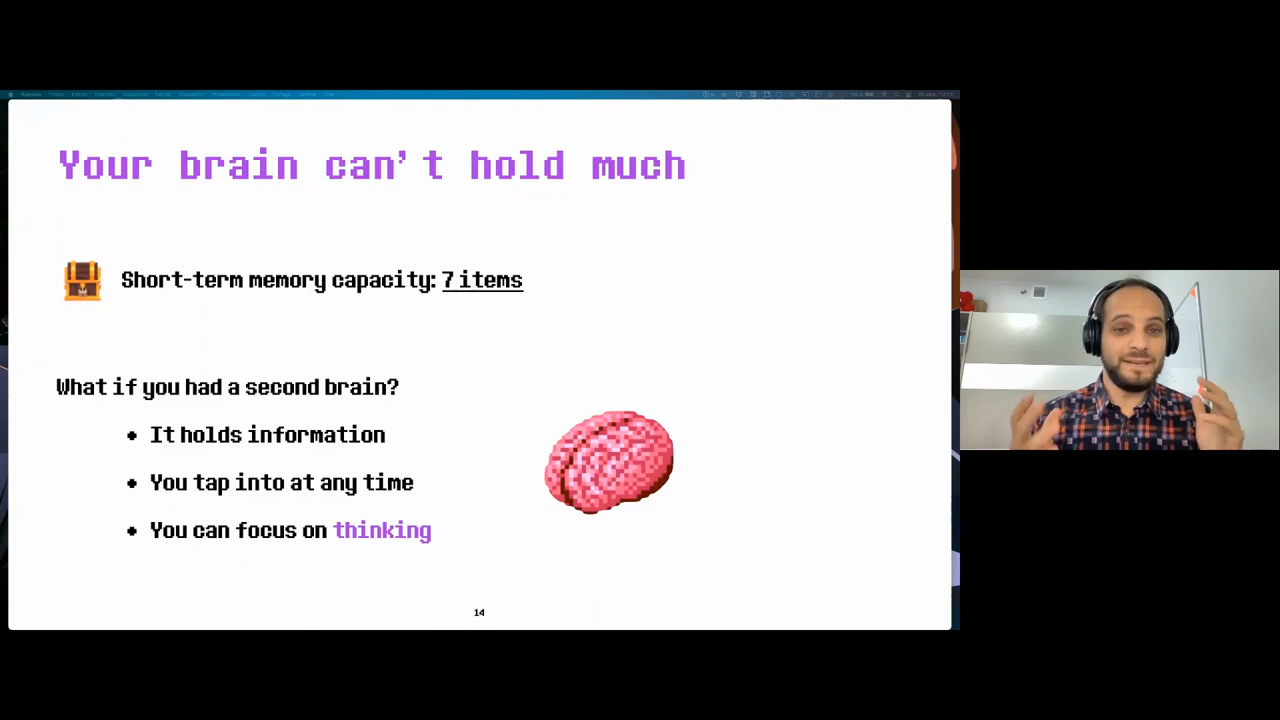 Your brain can't hold much
Short-term memory capacity: 7 items
What if you had a second brain?
• It holds information
• You tap into at any time
• You can focus on thinking
14